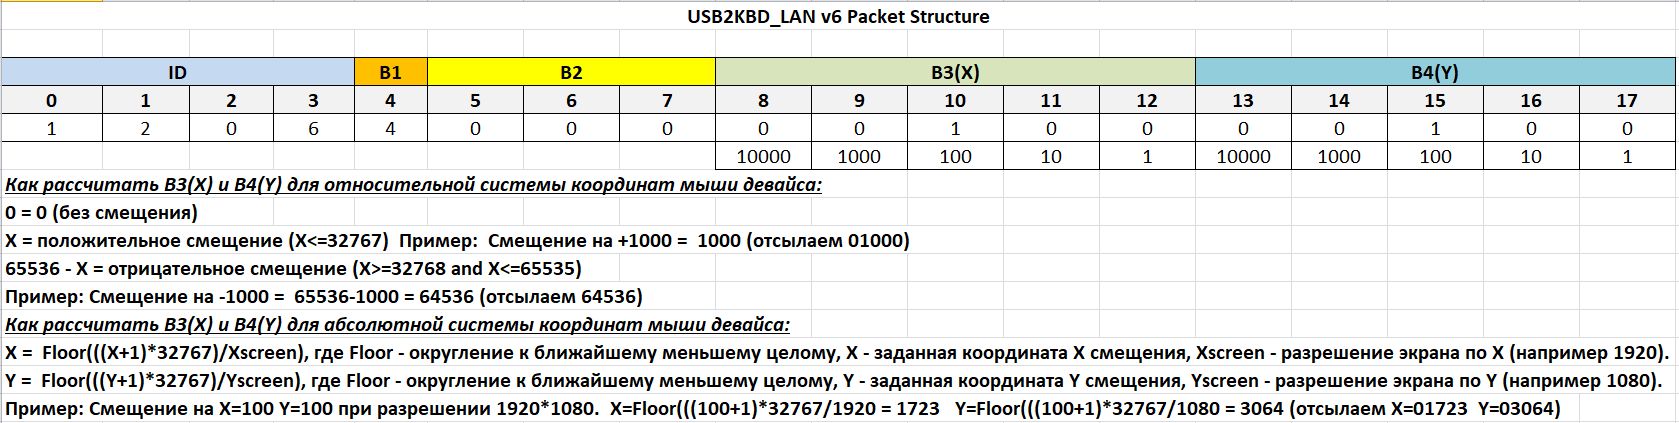 USB2KBD_LAN v6 Packet Structure
ID B1 B2 B3(X) B4(Y)
0 1 2 3 4 5 6 7 8 9 10 11 12 13 14 15 16 17
1 2 0 6 4 0 0 0 0 0 1 0 0 0 0 1 0 0
10000 1000 100 10 1 10000 1000 100 10 1
Как рассчитать B3(X) и B4(Y) для относительной системы координат мыши девайса:
0 = 0 (без смещения)
X = положительное смещение (X<=32767)  Пример:  Смещение на +1000 =  1000 (отсылаем 01000)
65536 - X = отрицательное смещение (X>=32768 and X<=65535)
Пример: Смещение на -1000 =  65536-1000 = 64536 (отсылаем 64536)
Как рассчитать B3(X) и B4(Y) для абсолютной системы координат мыши девайса:
X =  Floor(((X+1)*32767)/Xscreen), где Floor - округление к ближайшему меньшему целому, X - заданная координата X смещения, Xscreen - разрешение экрана по X (например 1920).
Y =  Floor(((Y+1)*32767)/Yscreen), где Floor - округление к ближайшему меньшему целому, Y - заданная координата Y смещения, Yscreen - разрешение экрана по Y (например 1080).
Пример: Смещение на X=100 Y=100 при разрешении 1920*1080.  X=Floor(((100+1)*32767/1920 = 1723   Y=Floor(((100+1)*32767/1080 = 3064 (отсылаем X=01723  Y=03064)